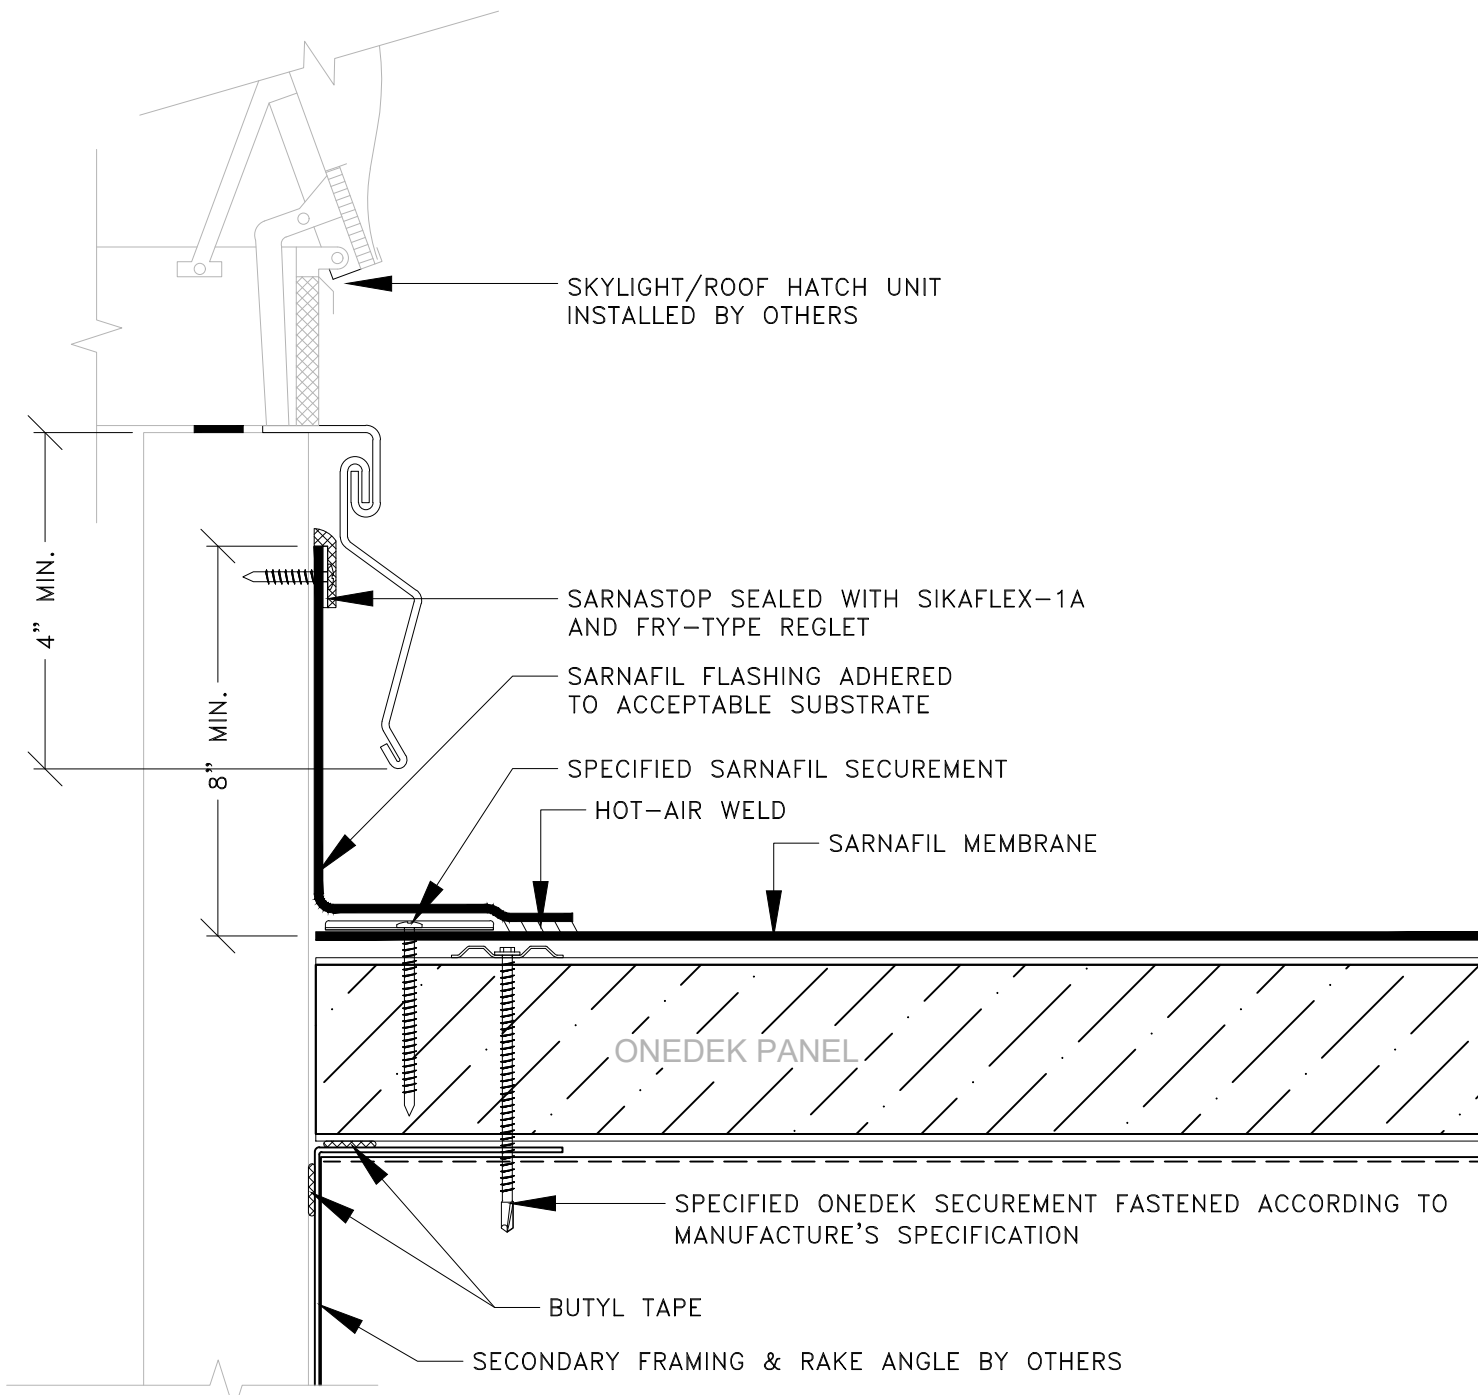 SKYLIGHT/ROOF HATCH UNIT
INSTALLED BY OTHERS
4" MIN.
SARNASTOP SEALED WITH SIKAFLEX-1A
AND FRY-TYPE REGLET
SARNAFIL FLASHING ADHERED
TO ACCEPTABLE SUBSTRATE
8" MIN.
SPECIFIED SARNAFIL SECUREMENT
HOT-AIR WELD
SARNAFIL MEMBRANE
ONEDEK PANEL
SPECIFIED ONEDEK SECUREMENT FASTENED ACCORDING TO
MANUFACTURE'S SPECIFICATION
BUTYL TAPE
SECONDARY FRAMING & RAKE ANGLE BY OTHERS